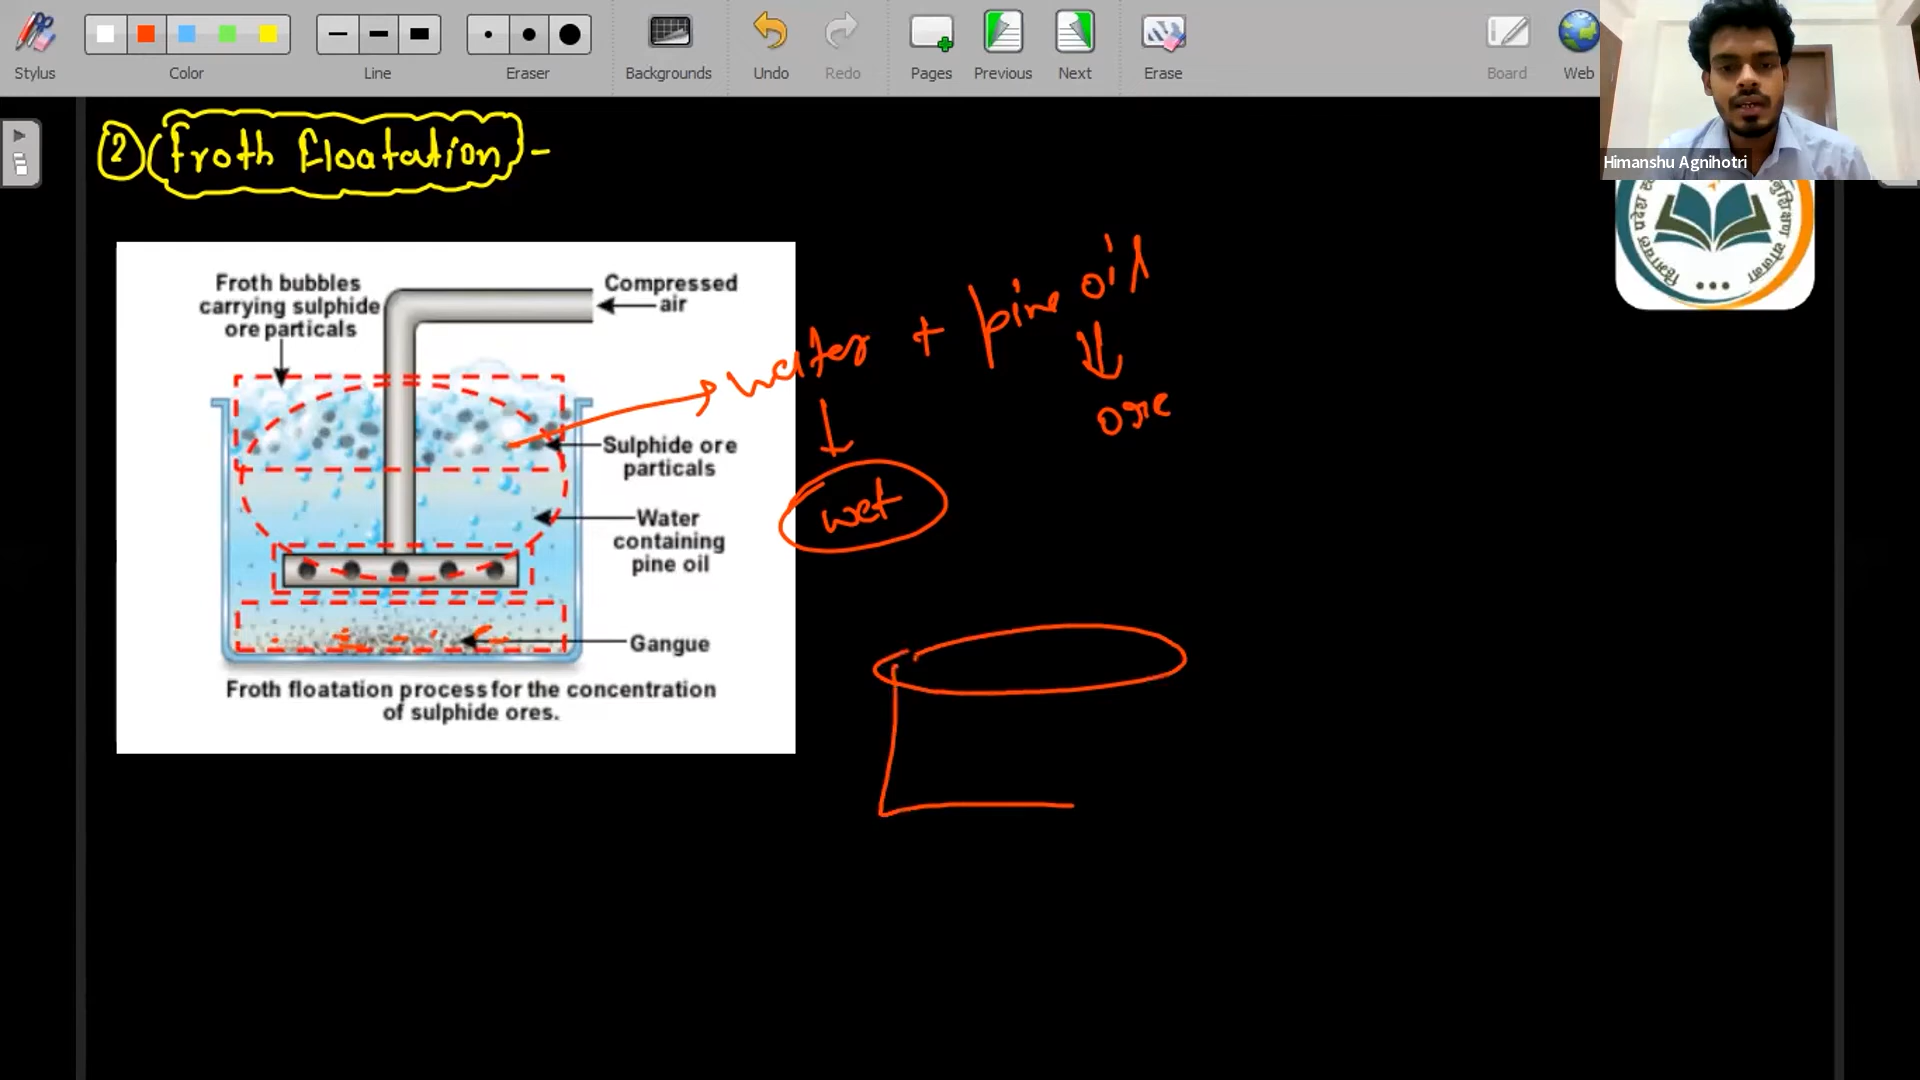 Stylus
Color
Line
Eraser
Backgrounds
Undo
Redo
Pages
Previous
Next
Erase
Board
Web
Himanshu Agnihotri
② Froth floatation -
Froth bubbles
carrying sulphide
ore particals
Compressed
air
Sulphide ore
particals
Water
containing
pine oil
Gangue
Froth floatation process for the concentration
of sulphide ores.
water + pine oil
ore
wet